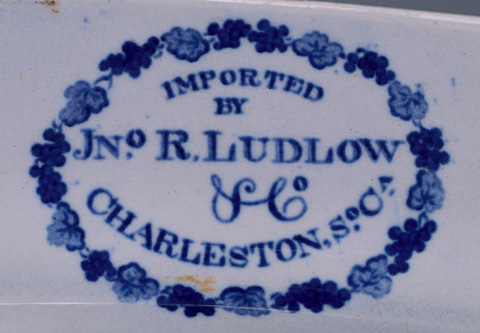 IMPORTED
BY
JNº R. LUDLOW
& Cº
CHARLESTON, Sº. CA